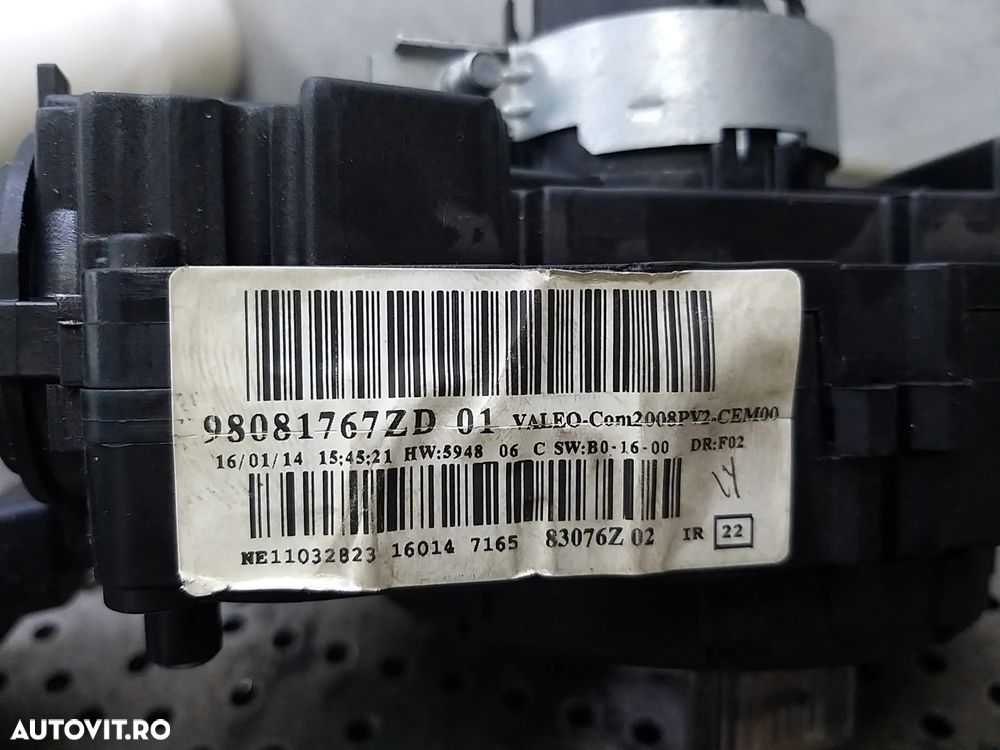 98081767ZD 01 VALEO-Com2008PV2-CEM00
16/01/14 15:45:21 HW:5948 06 C SW:B0-16-00 DR:F02
NE11032823 16014 7165 83076Z 02 IR 22
AUTOVIT.RO